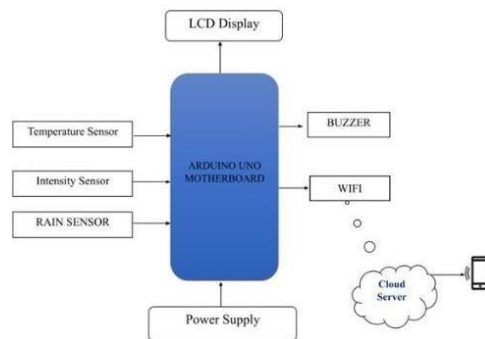 LCD Display
Temperature Sensor
Intensity Sensor
RAIN SENSOR
ARDUINO UNO
MOTHERBOARD
BUZZER
WIFI
Cloud
Server
Power Supply